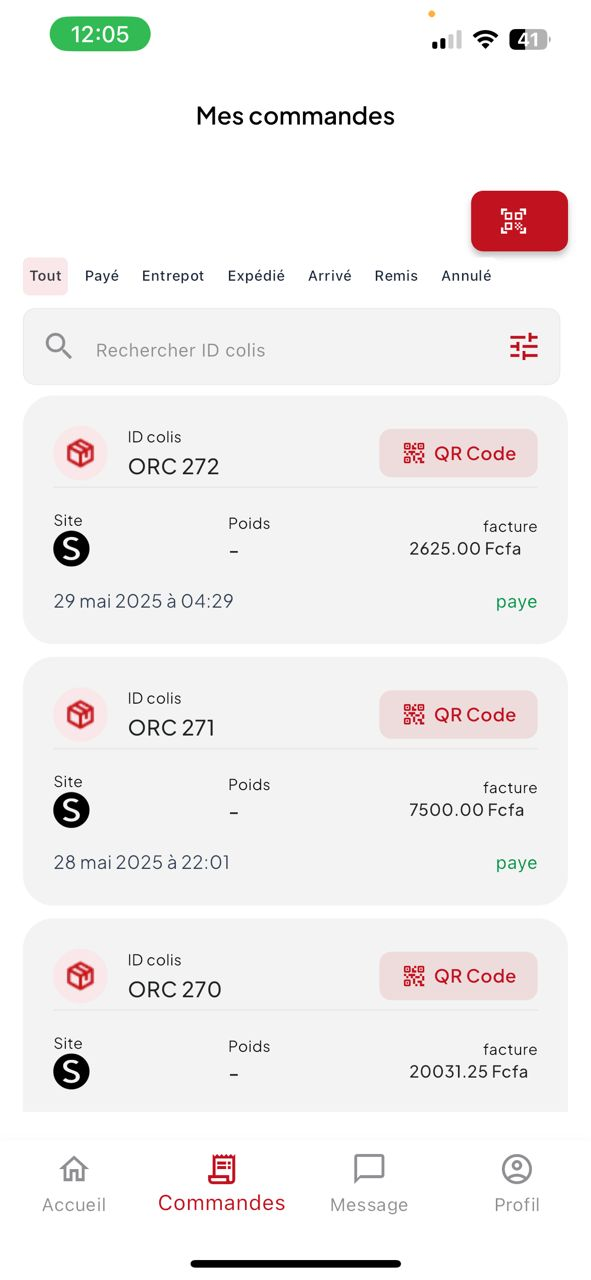 12:05
41
Mes commandes
Tout Payé Entrepot Expédié Arrivé Remis Annulé
Rechercher ID colis
ID colis
ORC 272
QR Code
Site Poids facture
S - 2625.00 Fcfa
29 mai 2025 à 04:29 paye
ID colis
ORC 271
QR Code
Site Poids facture
S - 7500.00 Fcfa
28 mai 2025 à 22:01 paye
ID colis
ORC 270
QR Code
Site Poids facture
S - 20031.25 Fcfa
Accueil Commandes Message Profil